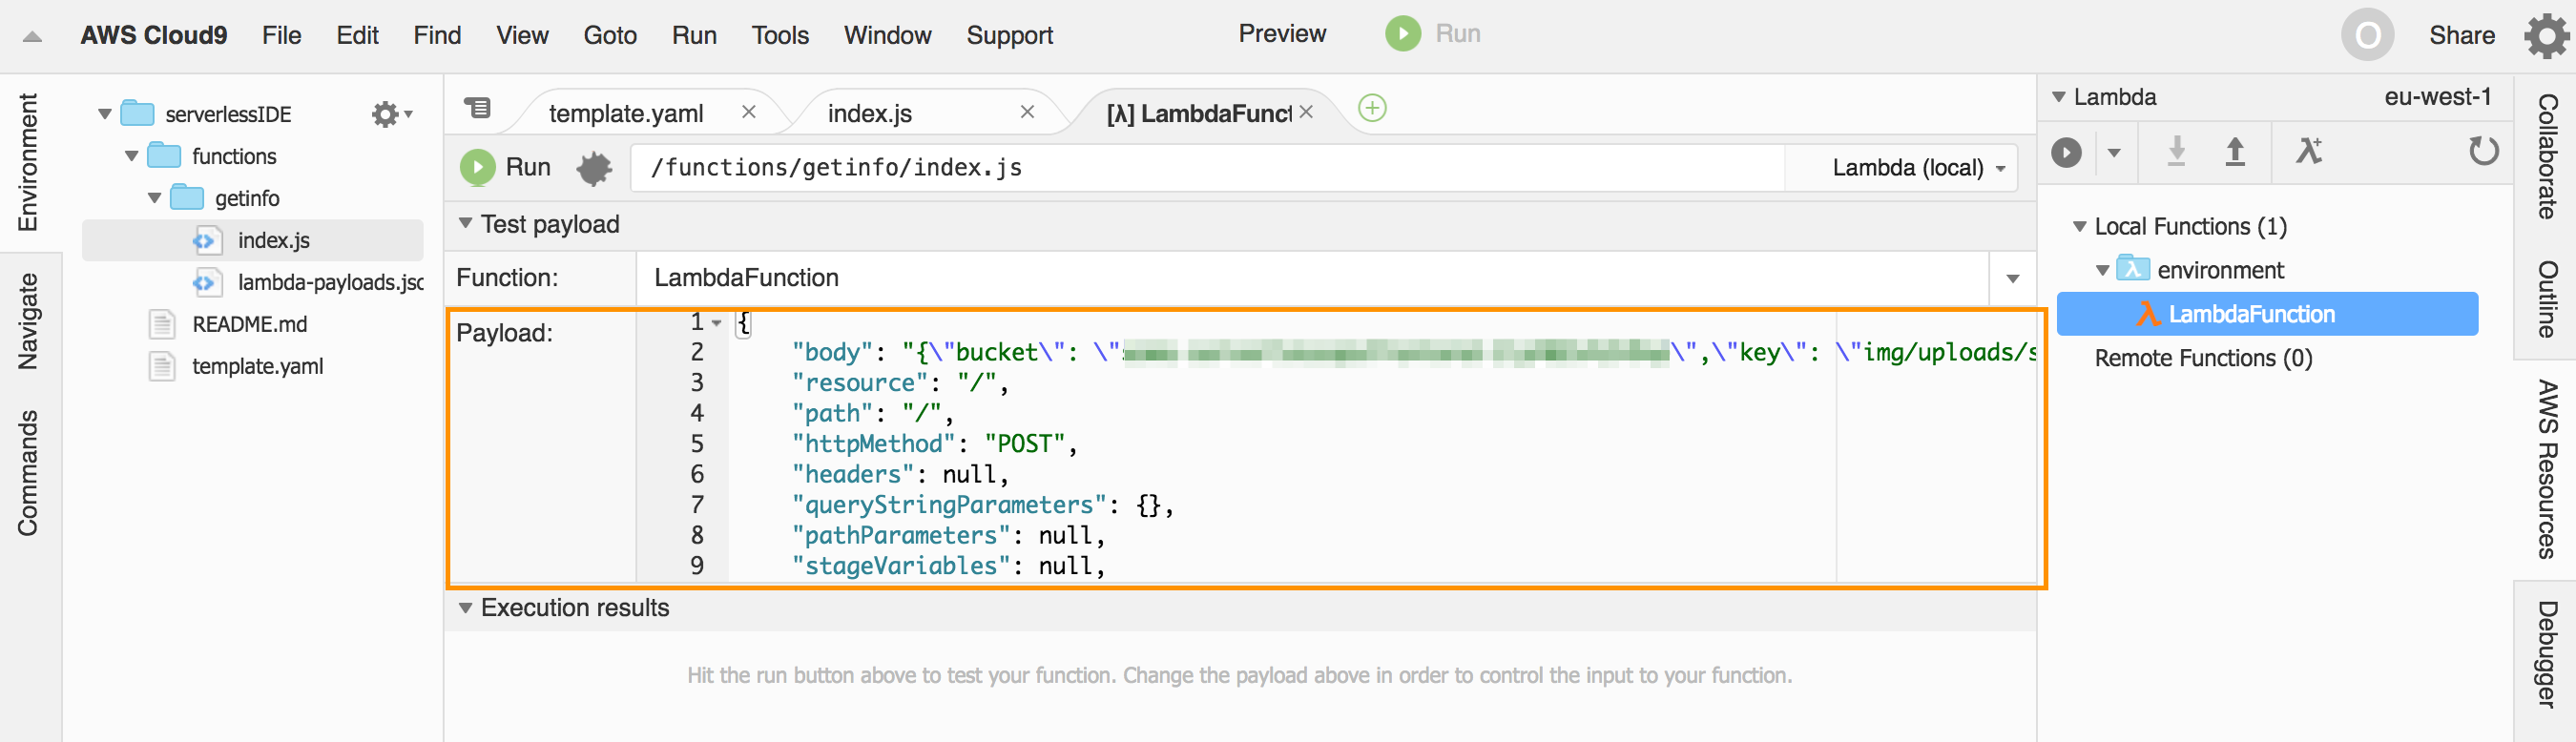 AWS Cloud9 File Edit Find View Goto Run Tools Window Support Preview Run O Share
Environment
Navigate
Commands
serverlessIDE
functions
getinfo
index.js
lambda-payloads.jsc
README.md
template.yaml
template.yaml × index.js × [λ] LambdaFunct ×
Run /functions/getinfo/index.js Lambda (local)
Test payload
Function: LambdaFunction
Payload:
1 {
2 "body": "{\"bucket\": \" \",\"key\": \"img/uploads/s
3 "resource": "/",
4 "path": "/",
5 "httpMethod": "POST",
6 "headers": null,
7 "queryStringParameters": {},
8 "pathParameters": null,
9 "stageVariables": null,
Execution results
Hit the run button above to test your function. Change the payload above in order to control the input to your function.
Lambda eu-west-1
Local Functions (1)
environment
LambdaFunction
Remote Functions (0)
Collaborate
Outline
AWS Resources
Debugger